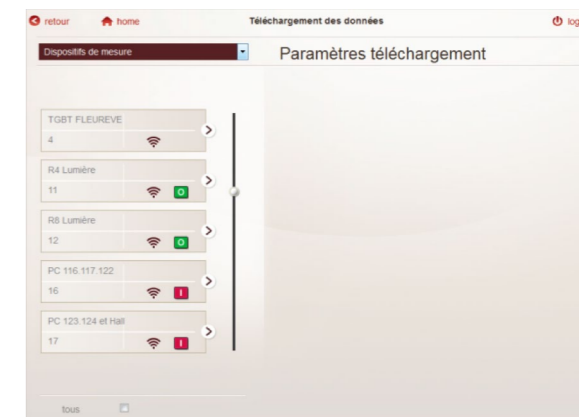 retour home Téléchargement des données log
Dispositifs de mesure
Paramètres téléchargement
TGBT FLEUREVE
4
R4 Lumière
11 O
R8 Lumière
12 O
PC 116.117.122
16 I
PC 123.124 et Hall
17 I
tous